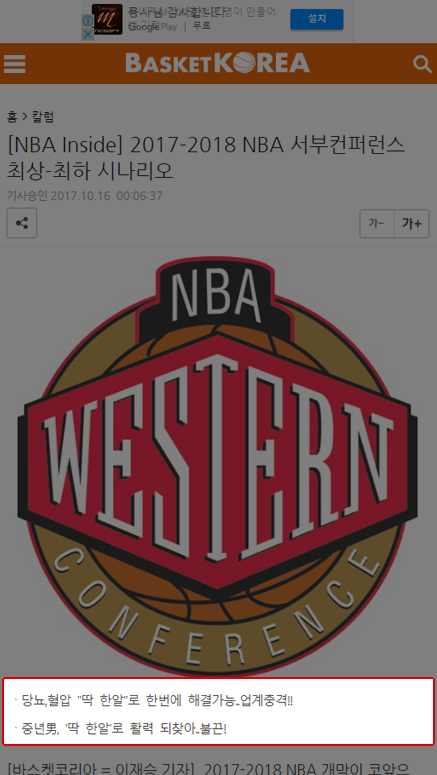 용사님 감사합니다!
Google Play | 무료
설치
BASKETKOREA
홈 > 칼럼
[NBA Inside] 2017-2018 NBA 서부컨퍼런스
최상-최하 시나리오
기사승인 2017.10.16 00:06:37
가- 가+
NBA
WESTERN
CONFERENCE
· 당뇨,혈압 "딱 한알"로 한번에 해결가능..업계충격!!
· 중년男, '딱 한알'로 활력 되찾아..불끈!
[바스켓코리아 = 이재승 기자] 2017-2018 NBA 개막이 코앞으